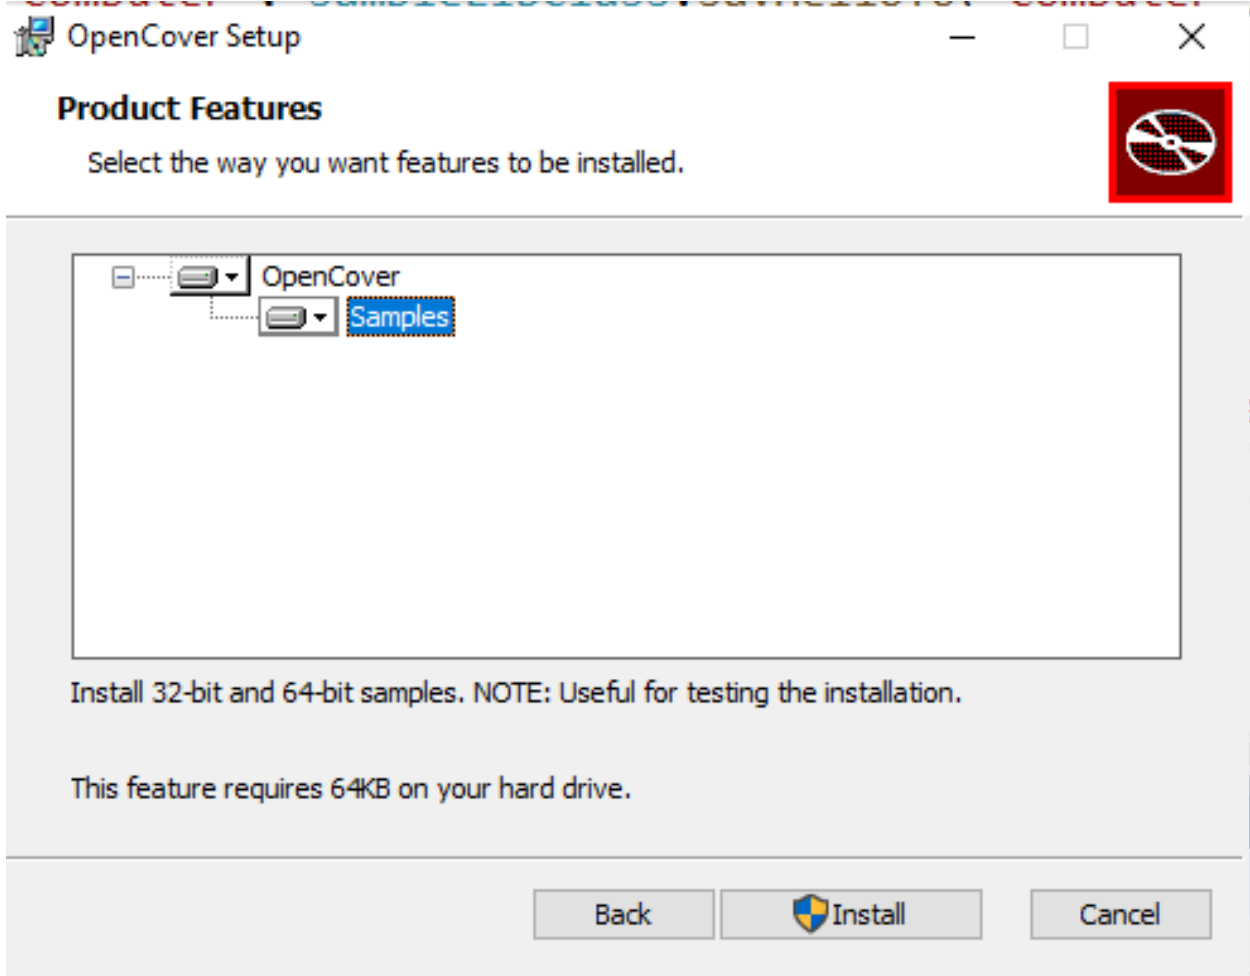 OpenCover Setup
Product Features
Select the way you want features to be installed.
OpenCover
Samples
Install 32-bit and 64-bit samples. NOTE: Useful for testing the installation.
This feature requires 64KB on your hard drive.
Back
Install
Cancel